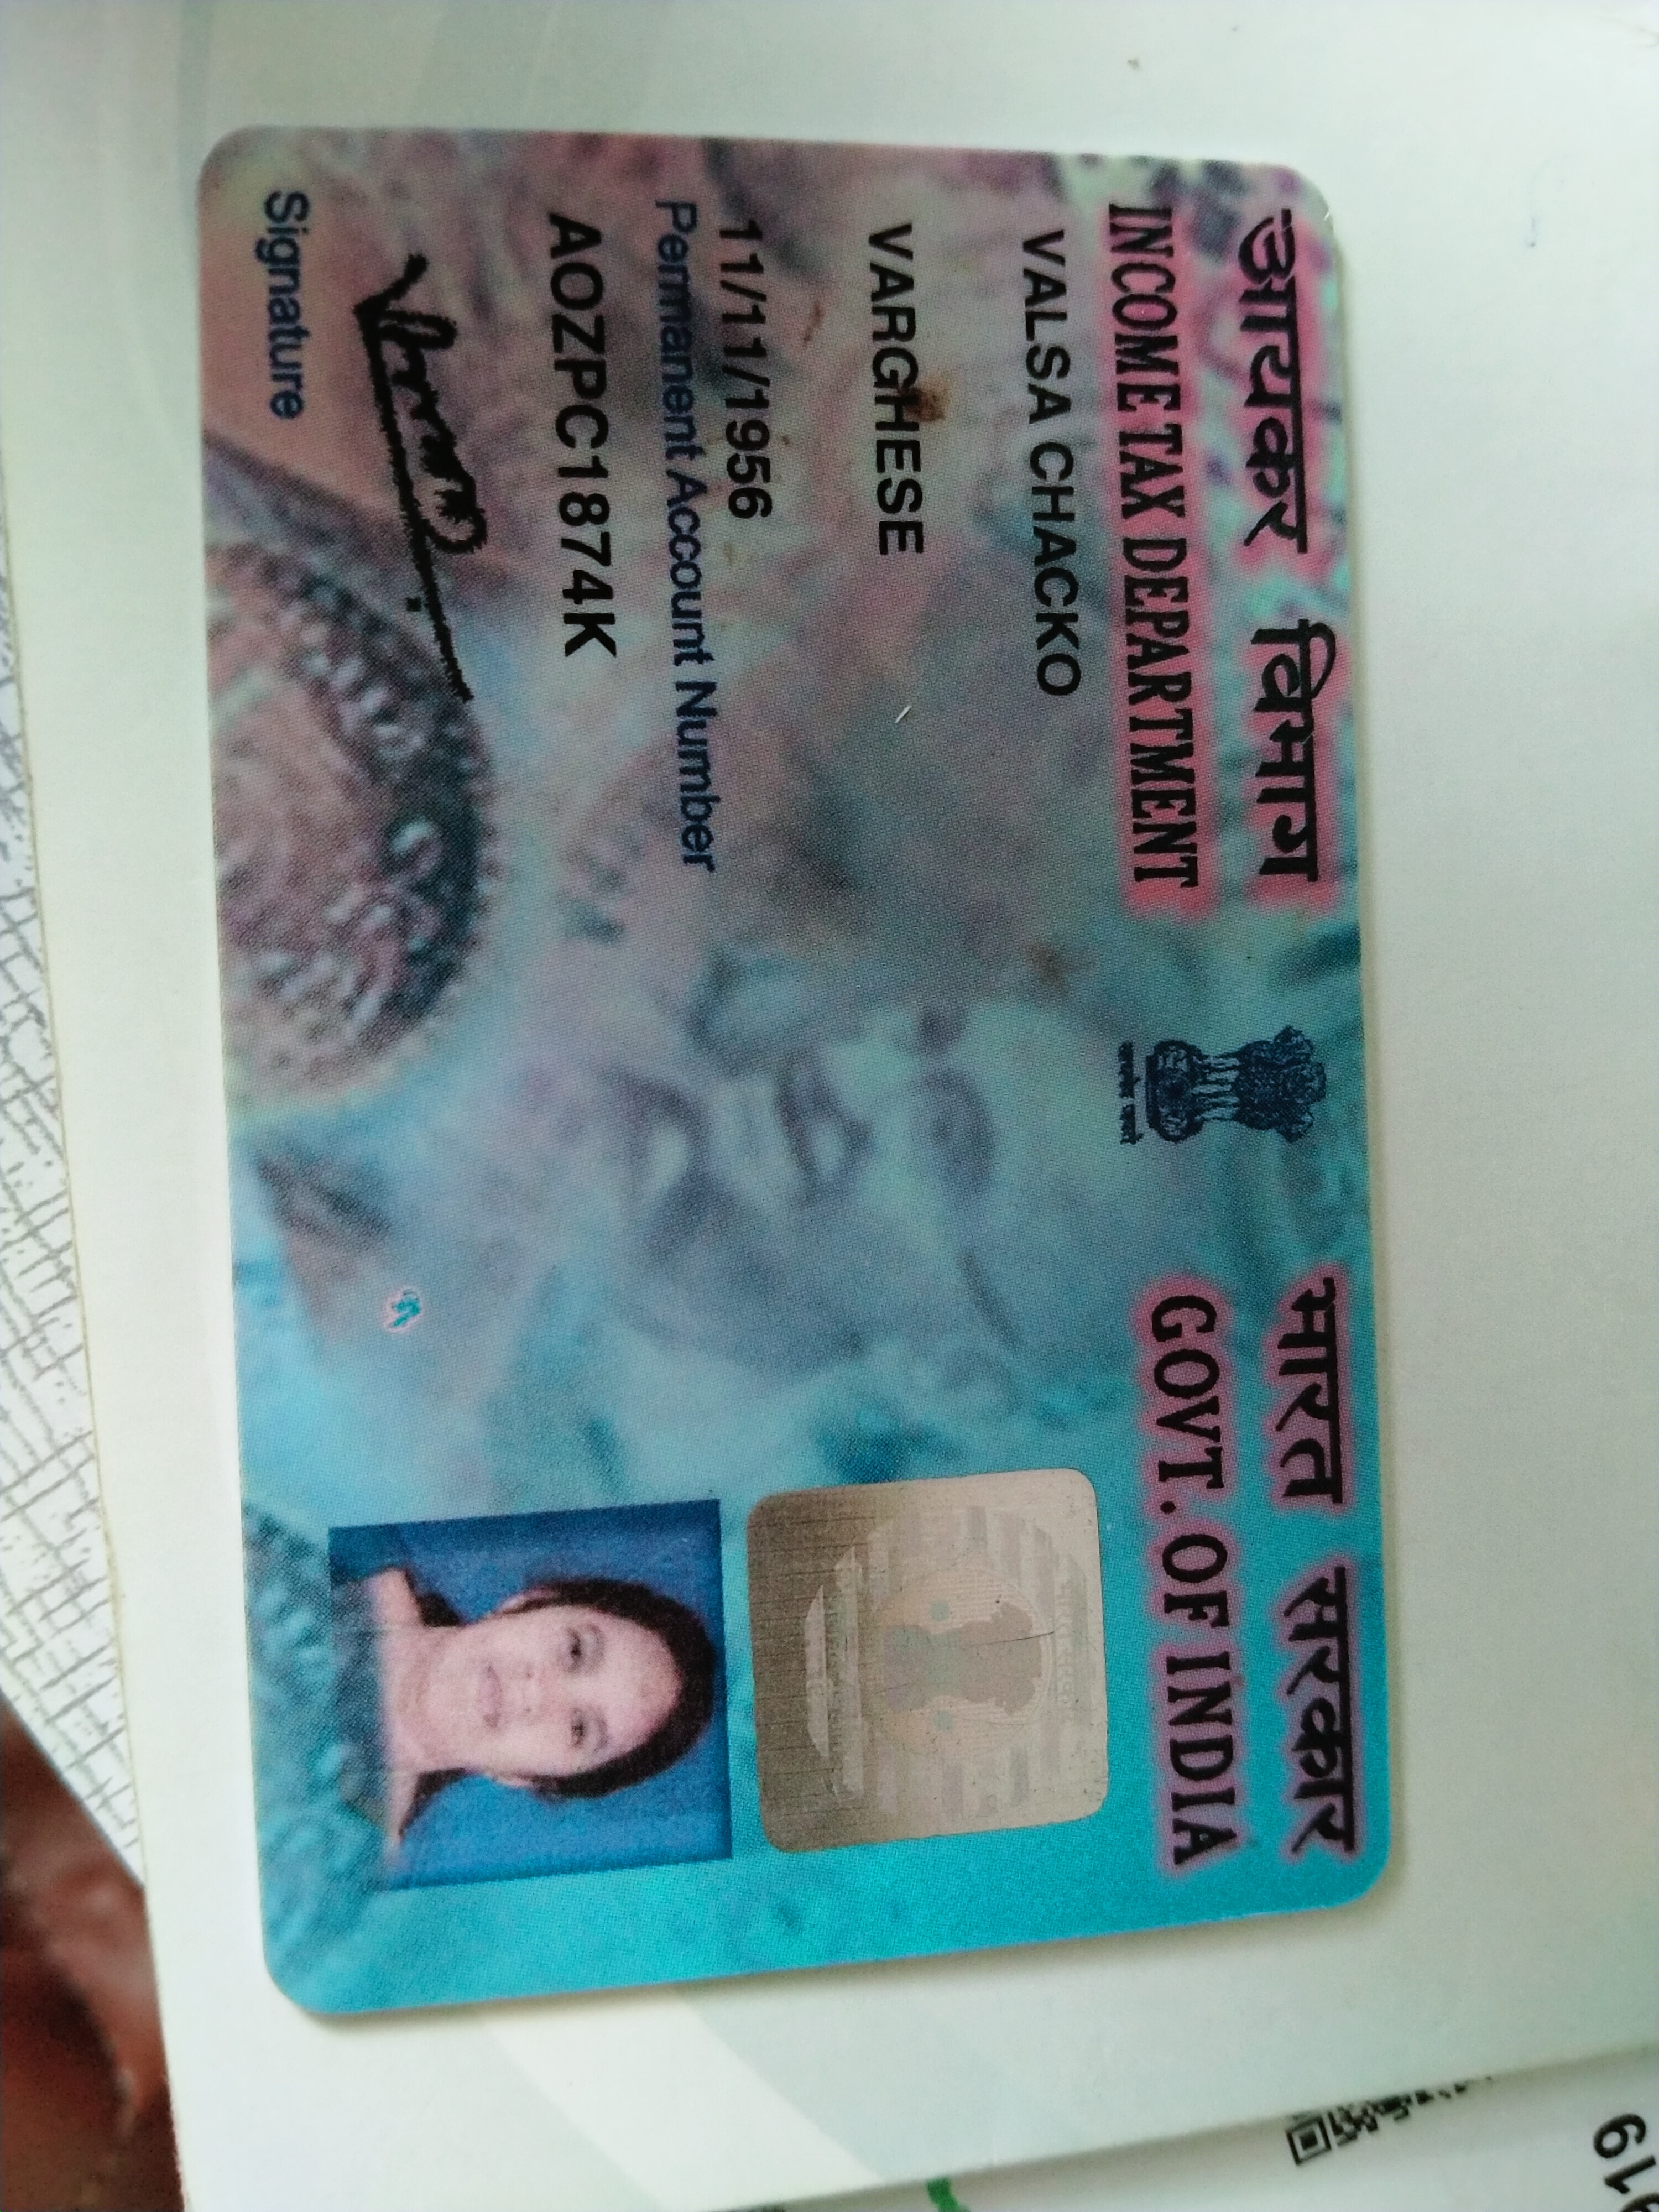 आयकर विभाग
INCOME TAX DEPARTMENT
भारत सरकार
GOVT. OF INDIA
VALSA CHACKO
VARGHESE
11/11/1956
Permanent Account Number
AOZPC1874K
Signature